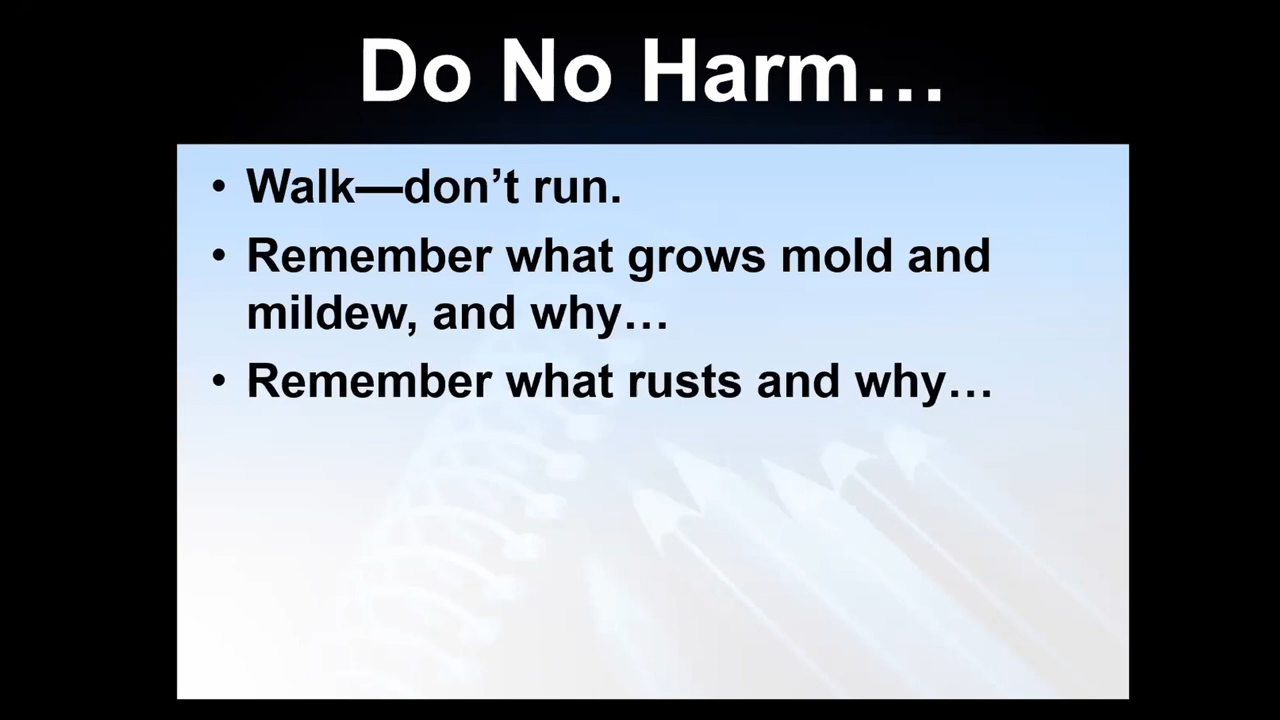 Do No Harm…
• Walk—don’t run.
• Remember what grows mold and
mildew, and why…
• Remember what rusts and why…